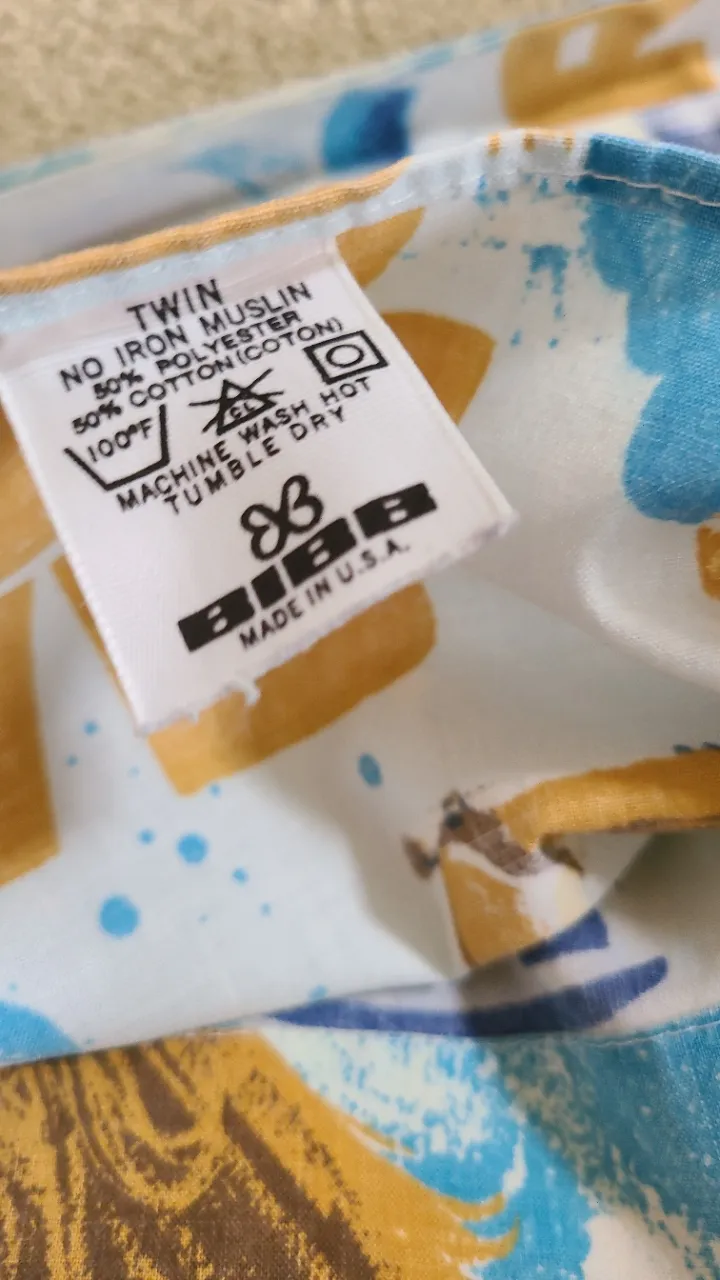 TWIN
NO IRON MUSLIN
50% POLYESTER
50% COTTON (COTON)
100°F
CL
MACHINE WASH HOT
TUMBLE DRY
BIBB
MADE IN U.S.A.